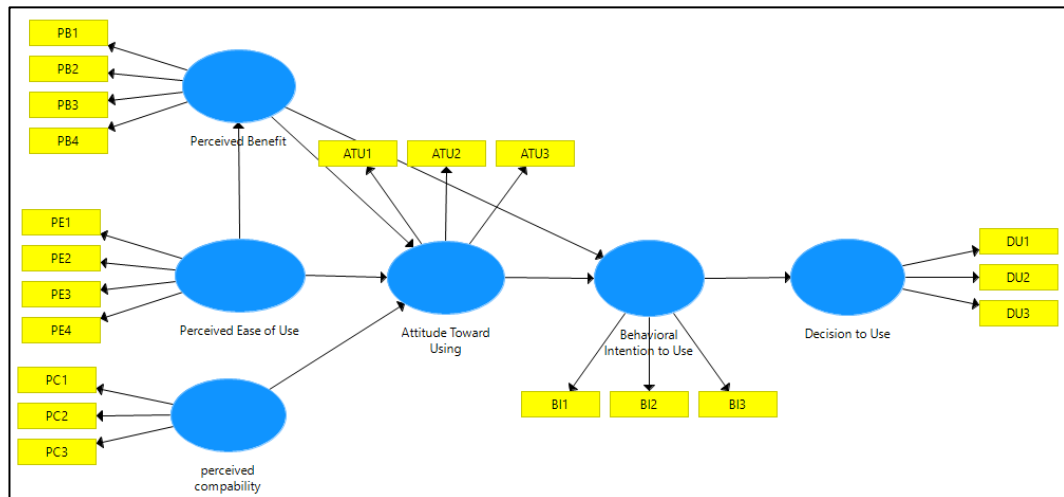 PB1
PB2
PB3
PB4
Perceived Benefit
ATU1
ATU2
ATU3
PE1
PE2
PE3
PE4
Perceived Ease of Use
Attitude Toward
Using
Behavioral
Intention to Use
Decision to Use
DU1
DU2
DU3
PC1
PC2
PC3
BI1
BI2
BI3
perceived
compability